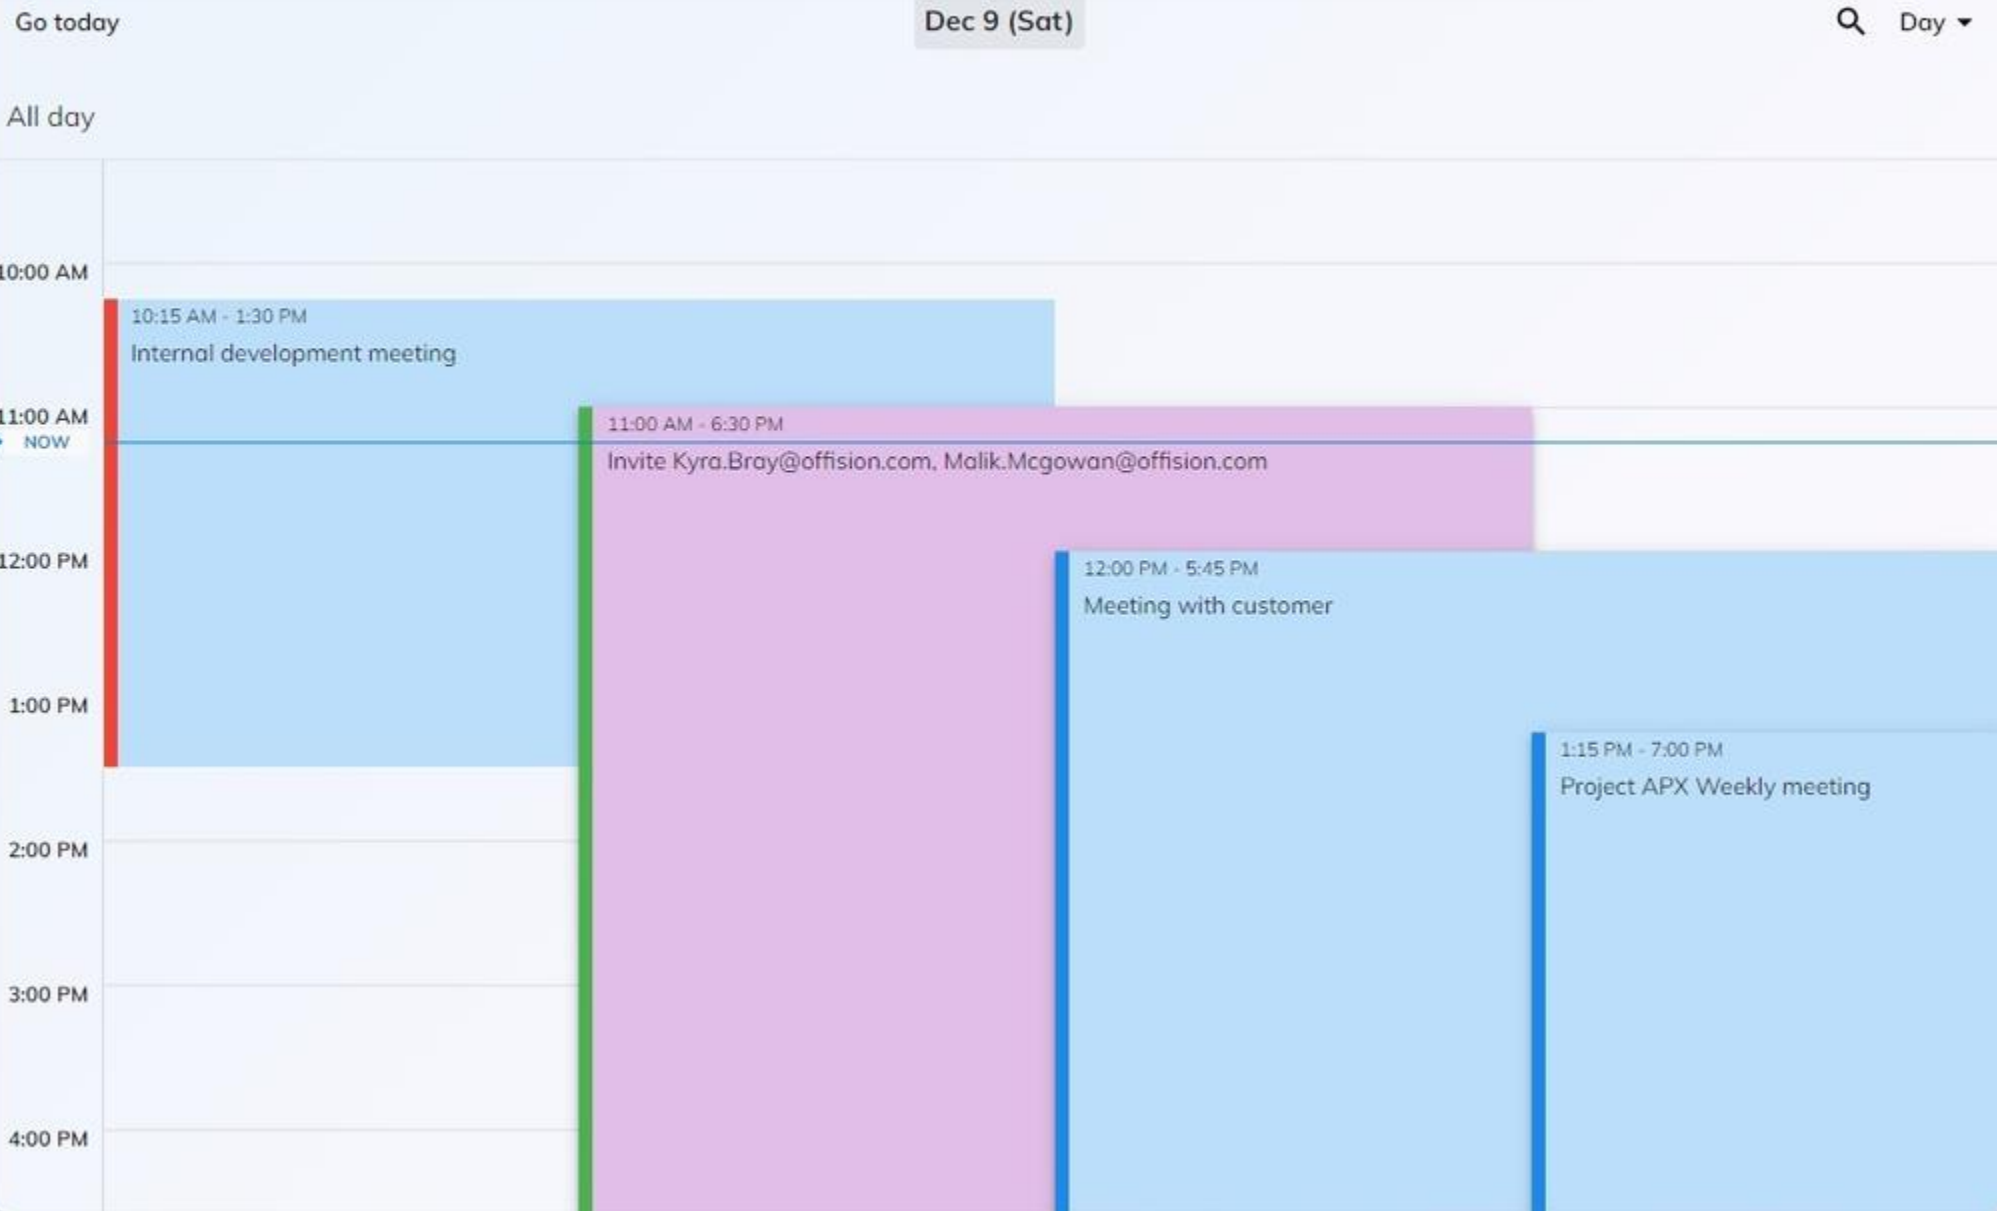 Go today
Dec 9 (Sat)
Day
All day
10:00 AM
10:15 AM - 1:30 PM
Internal development meeting
11:00 AM
NOW
11:00 AM - 6:30 PM
Invite Kyra.Bray@offision.com, Malik.Mcgowan@offision.com
12:00 PM
12:00 PM - 5:45 PM
Meeting with customer
1:00 PM
1:15 PM - 7:00 PM
Project APX Weekly meeting
2:00 PM
3:00 PM
4:00 PM